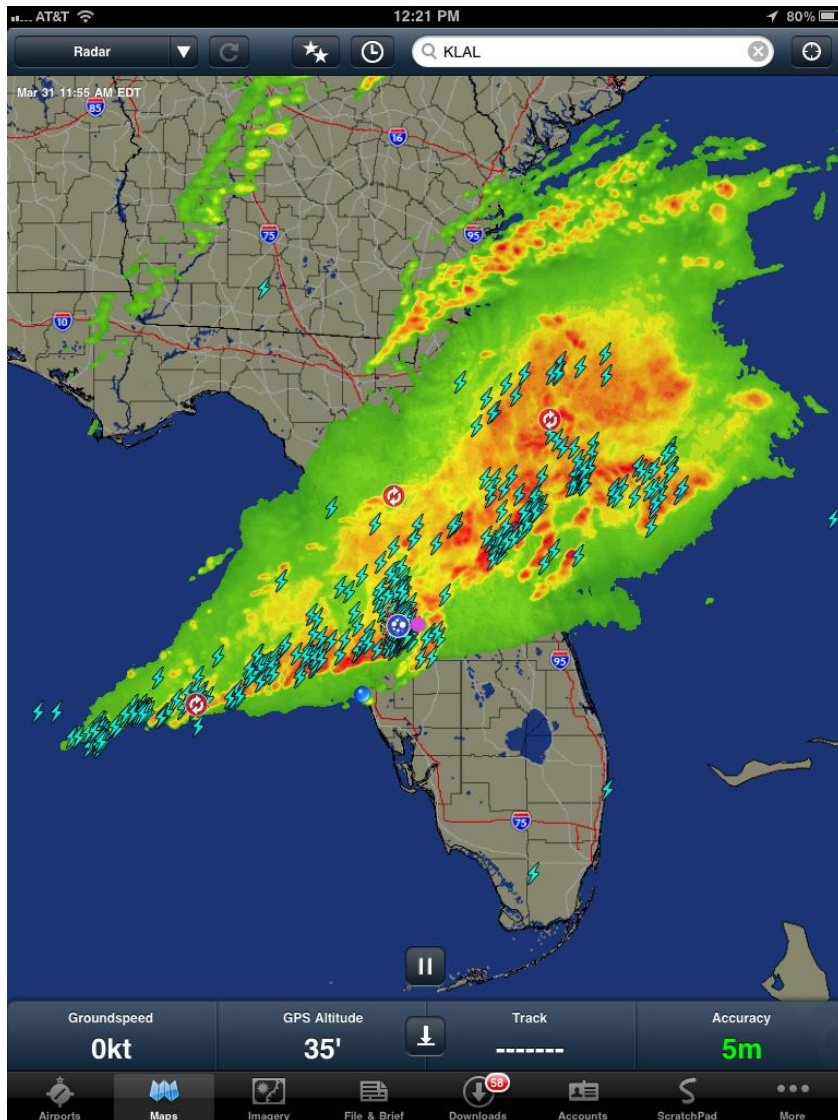 AT&T
12:21 PM
80%
Radar
KLAL
Mar 31 11:55 AM EDT
85
16
75
95
10
95
75
Groundspeed
GPS Altitude
Track
Accuracy
0kt
35'
-------
5m
58
Airports
Maps
Imagery
File & Brief
Downloads
Accounts
ScratchPad
More